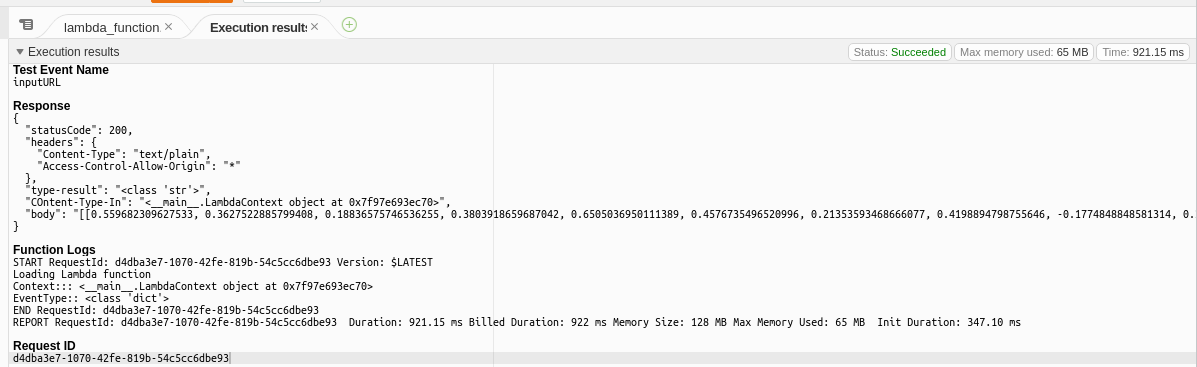 lambda_function
Execution results
Execution results
Status: Succeeded
Max memory used: 65 MB
Time: 921.15 ms
Test Event Name
inputURL
Response
{
  "statusCode": 200,
  "headers": {
    "Content-Type": "text/plain",
    "Access-Control-Allow-Origin": "*"
  },
  "type-result": "<class 'str'>",
  "COntent-Type-In": "<__main__.LambdaContext object at 0x7f97e693ec70>",
  "body": "[[0.559682309627533, 0.3627522885799408, 0.18836575746536255, 0.3803918659687042, 0.6505036950111389, 0.4576735496520996, 0.21353593468666077, 0.4198894798755646, -0.1774848848581314, 0.
}
Function Logs
START RequestId: d4dba3e7-1070-42fe-819b-54c5cc6dbe93 Version: $LATEST
Loading Lambda function
Context::: <__main__.LambdaContext object at 0x7f97e693ec70>
EventType:: <class 'dict'>
END RequestId: d4dba3e7-1070-42fe-819b-54c5cc6dbe93
REPORT RequestId: d4dba3e7-1070-42fe-819b-54c5cc6dbe93  Duration: 921.15 ms Billed Duration: 922 ms Memory Size: 128 MB Max Memory Used: 65 MB  Init Duration: 347.10 ms
Request ID
d4dba3e7-1070-42fe-819b-54c5cc6dbe93